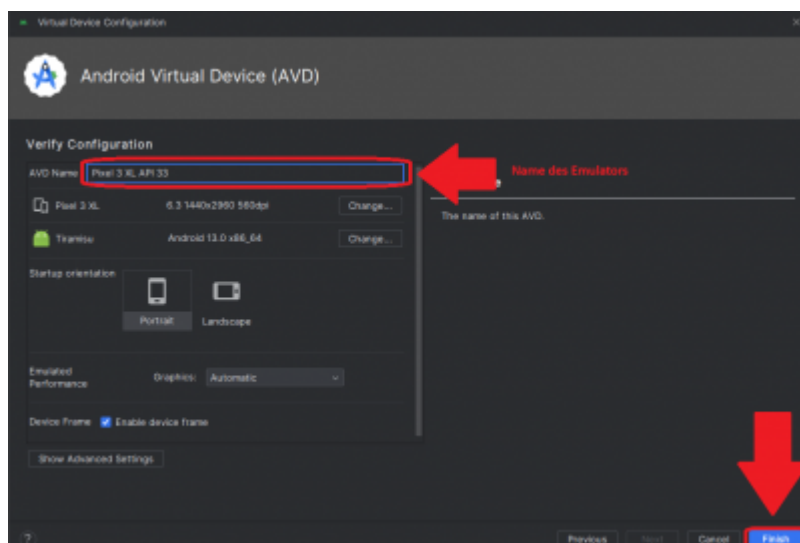 Virtual Device Configuration
Android Virtual Device (AVD)
Verify Configuration
AVD Name Pixel 3 XL API 33
Name des Emulators
Pixel 3 XL 6.3 1440x2960 560dpi Change...
The name of this AVD.
Tiramisu Android 13.0 x86_64 Change...
Startup orientation
Portrait Landscape
Emulated
Performance Graphics: Automatic
Device Frame Enable device frame
Show Advanced Settings
? Previous Next Cancel Finish